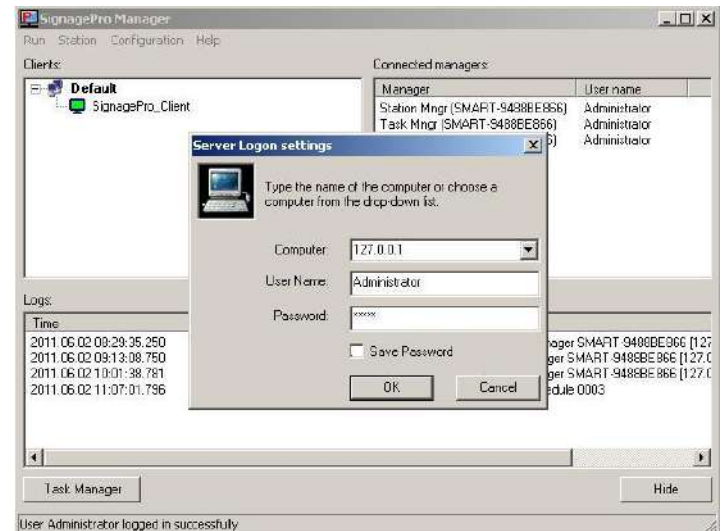 SignagePro Manager
Run Station Configuration Help
Clients:
Connected managers:
Default
SignagePro_Client
Manager User name
Station Mngr (SMART-9488BE866) Administrator
Task Mngr (SMART-9488BE866) Administrator
6) Administrator
Server Logon settings
Type the name of the computer or choose a
computer from the drop-down list.
Computer: 127.0.0.1
User Name: Administrator
Password: xxxxx
Save Password
OK Cancel
Logs:
Time
2011.06.02 08:29:35.250 ager SMART-9488BE866 [127
2011.06.02 09:13:08.750 ger SMART-9488BE866 [127.0
2011.06.02 10:01:38.781 ger SMART-9488BE866 [127.0
2011.06.02 11:07:01.796 edule 0003
Task Manager Hide
User Administrator logged in successfully